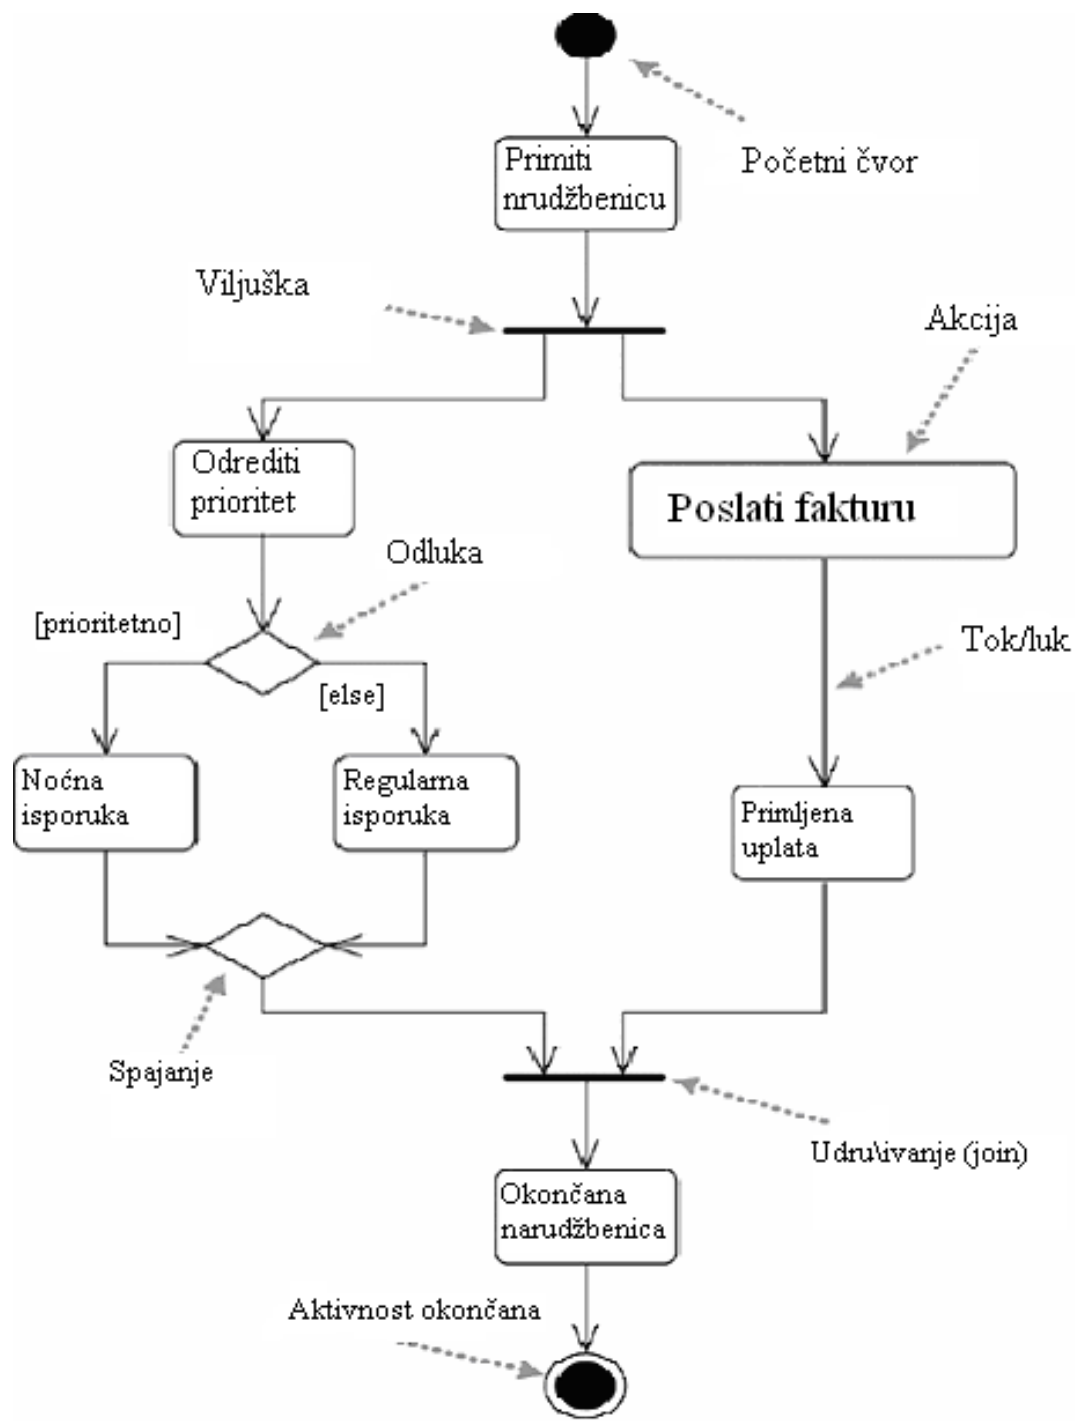 Početni čvor
Primiti
nrudžbenicu
Viljuška
Akcija
Odrediti
prioritet
Poslati fakturu
Odluka
[prioritetno]
Tok/luk
[else]
Noćna
isporuka
Regularna
isporuka
Primljena
uplata
Spajanje
Udru\ivanje (join)
Okončana
narudžbenica
Aktivnost okončana